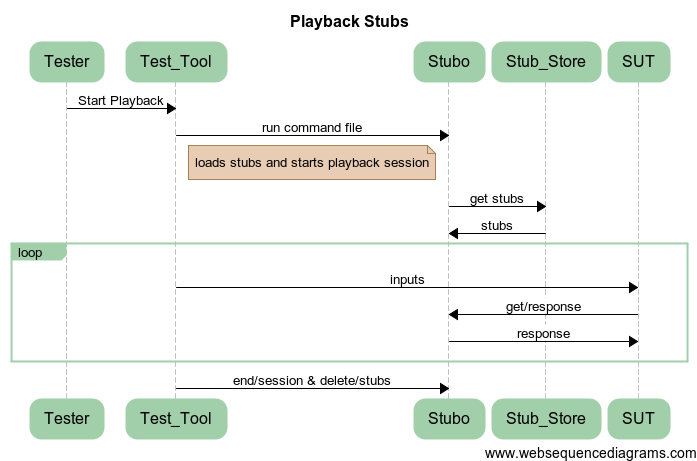 Playback Stubs
Tester
Test_Tool
Stubo
Stub_Store
SUT
Start Playback
run command file
loads stubs and starts playback session
get stubs
stubs
loop
inputs
get/response
response
end/session & delete/stubs
Tester
Test_Tool
Stubo
Stub_Store
SUT
www.websequencediagrams.com